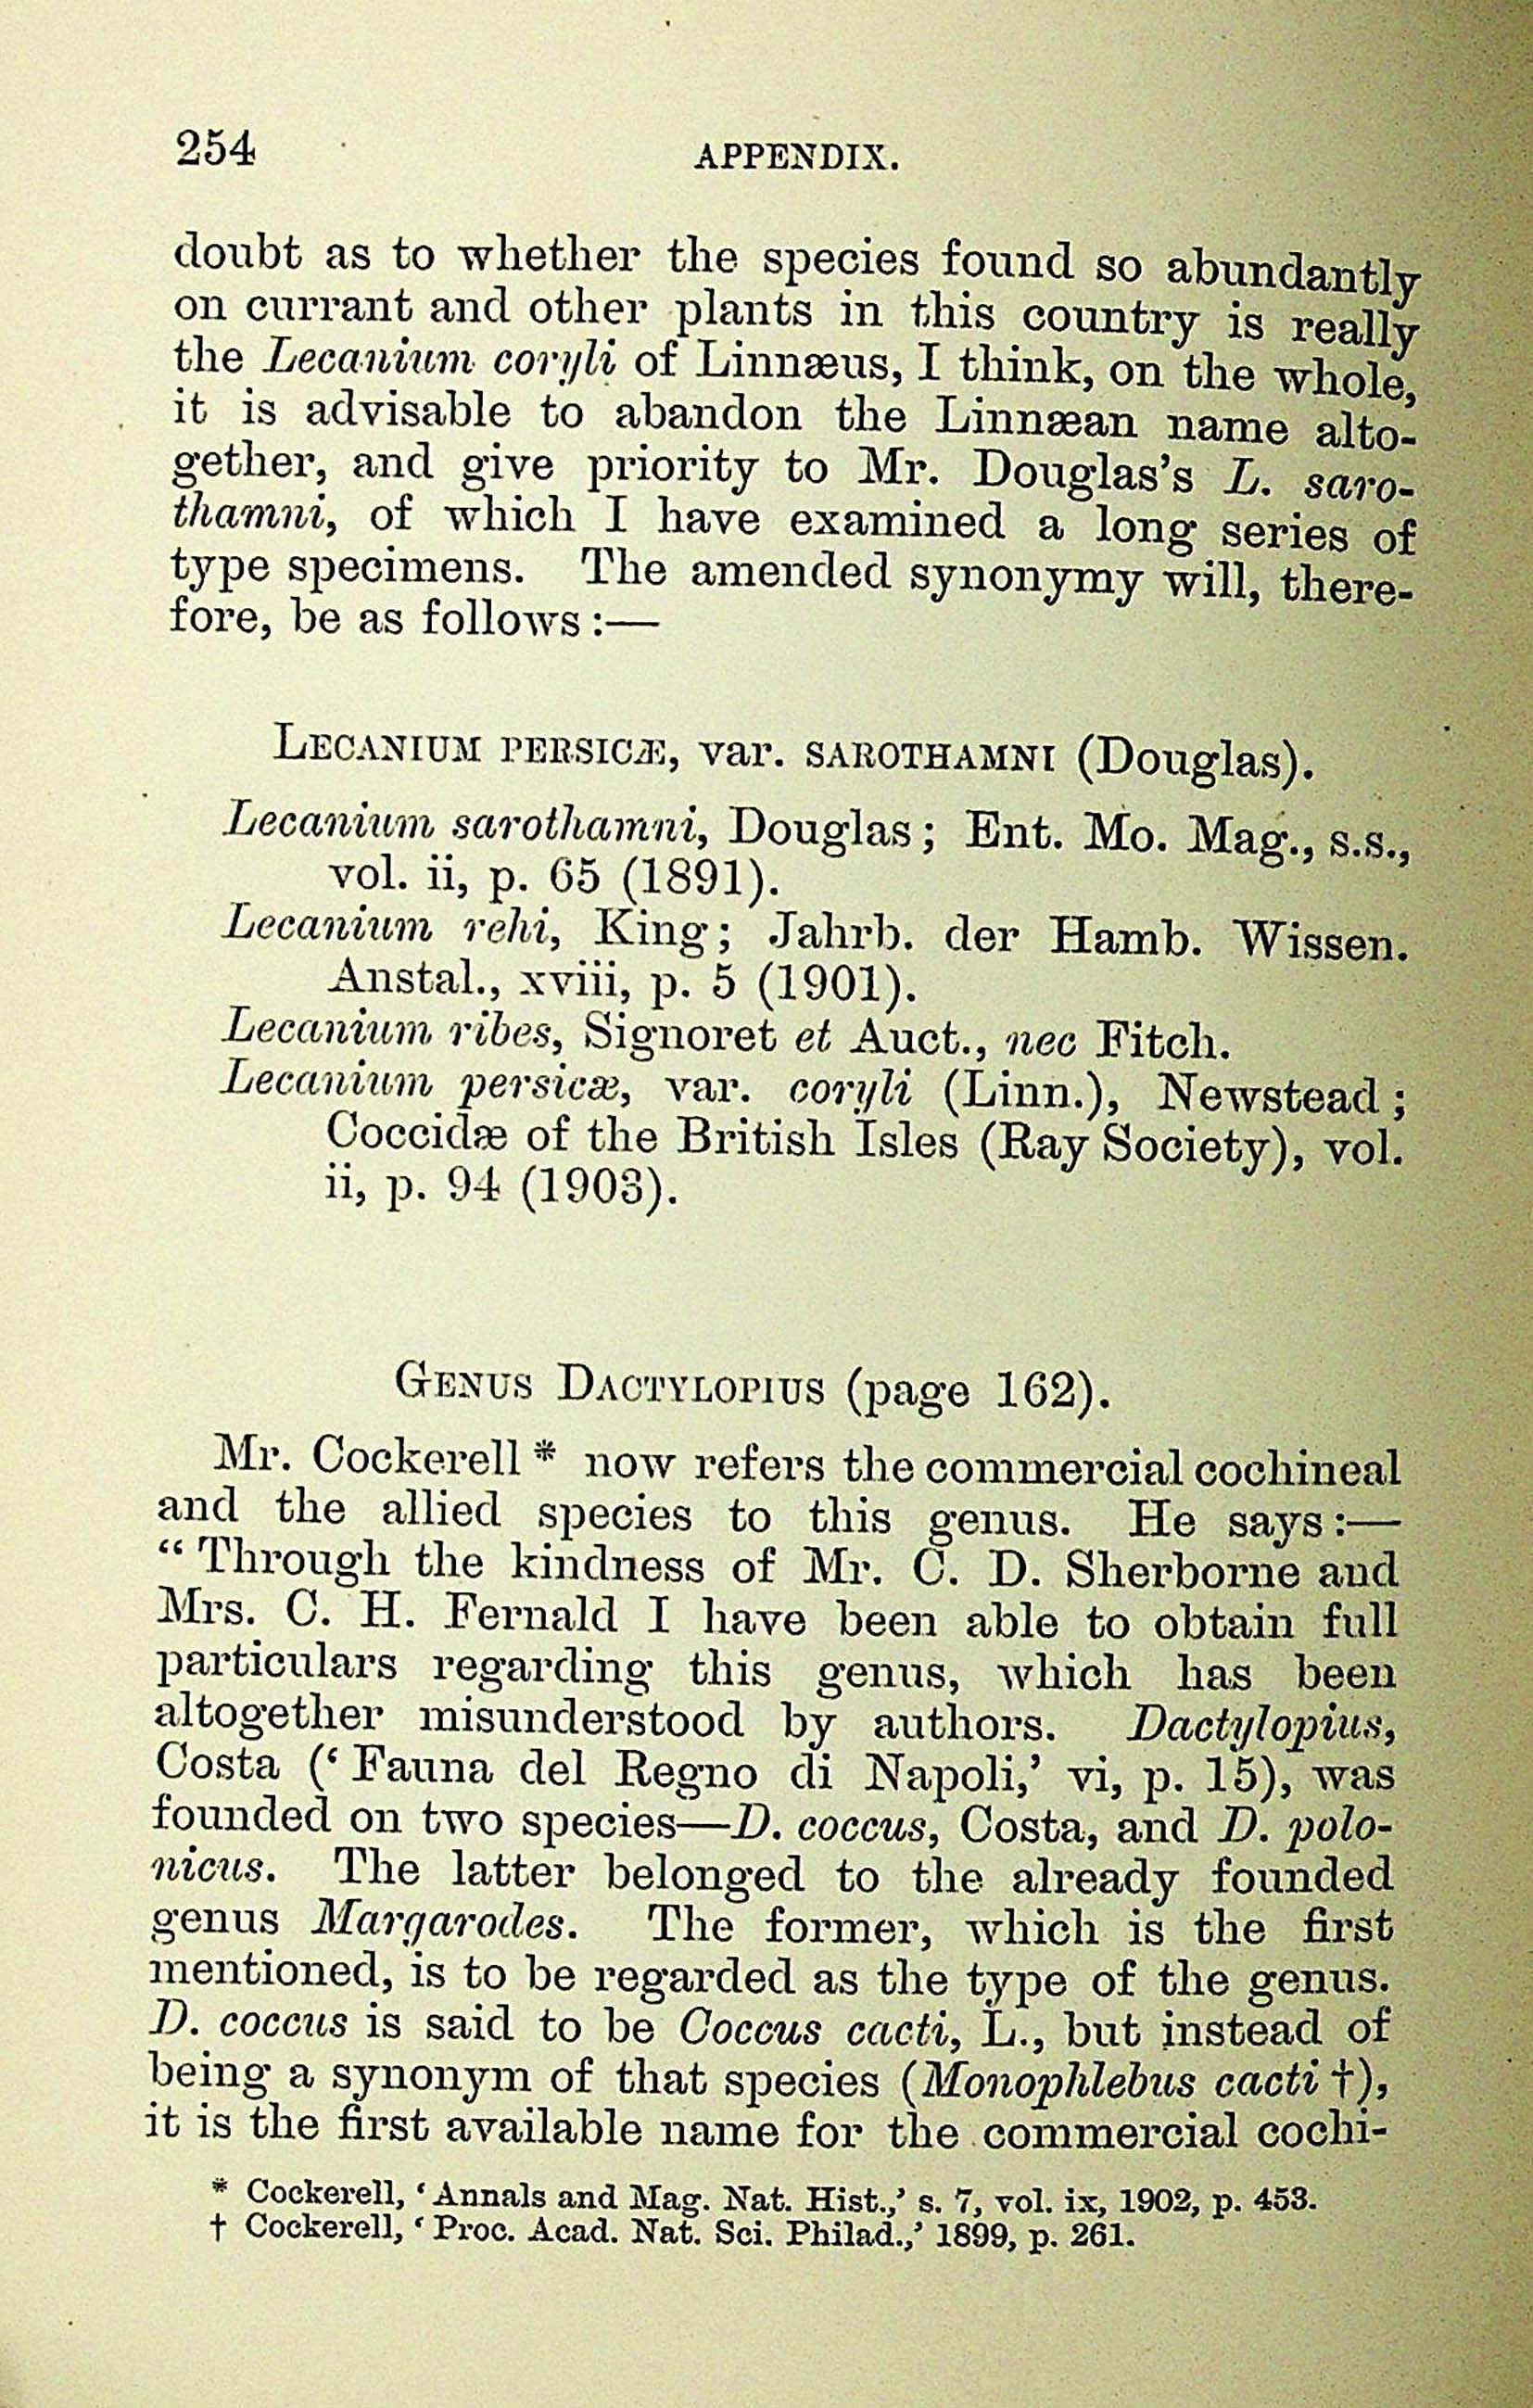 254
APPENDIX.
doubt as to whether the species found so abundantly
on currant and other plants in this country is really
the Lecanium coryli of Linnæus, I think, on the whole,
it is advisable to abandon the Linnæan name alto-
gether, and give priority to Mr. Douglas's L. saro-
thamni, of which I have examined a long series of
type specimens. The amended synonymy will, there-
fore, be as follows:—
LECANIUM PERSICÆ, var. SAROTHAMNI (Douglas).
Lecanium sarothamni, Douglas; Ent. Mo. Mag., s.s.,
vol. ii, p. 65 (1891).
Lecanium rehi, King; Jahrb. der Hamb. Wissen.
Anstal., xviii, p. 5 (1901).
Lecanium ribes, Signoret et Auct., nec Fitch.
Lecanium persicæ, var. coryli (Linn.), Newstead;
Coccidæ of the British Isles (Ray Society), vol.
ii, p. 94 (1903).
GENUS DACTYLOPIUS (page 162).
Mr. Cockerell * now refers the commercial cochineal
and the allied species to this genus. He says:—
“Through the kindness of Mr. C. D. Sherborne and
Mrs. C. H. Fernald I have been able to obtain full
particulars regarding this genus, which has been
altogether misunderstood by authors. Dactylopius,
Costa (‘Fauna del Regno di Napoli,’ vi, p. 15), was
founded on two species—D. coccus, Costa, and D. polo-
nicus. The latter belonged to the already founded
genus Margarodes. The former, which is the first
mentioned, is to be regarded as the type of the genus.
D. coccus is said to be Coccus cacti, L., but instead of
being a synonym of that species (Monophlebus cacti †),
it is the first available name for the commercial cochi-
* Cockerell, ‘Annals and Mag. Nat. Hist.,’ s. 7, vol. ix, 1902, p. 453.
† Cockerell, ‘Proc. Acad. Nat. Sci. Philad.,’ 1899, p. 261.